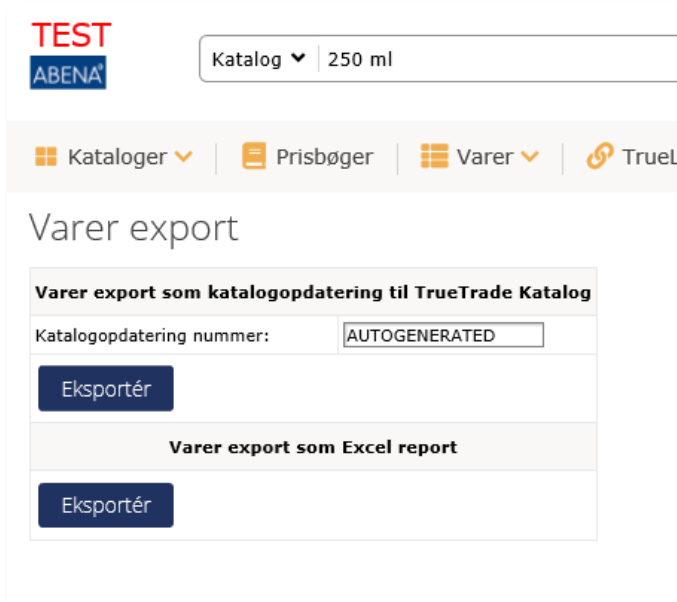 TEST
ABENA®
Katalog 250 ml
Kataloger Prisbøger Varer TrueL
Varer export
Varer export som katalogopdatering til TrueTrade Katalog
Katalogopdatering nummer: AUTOGENERATED
Eksportér
Varer export som Excel report
Eksportér